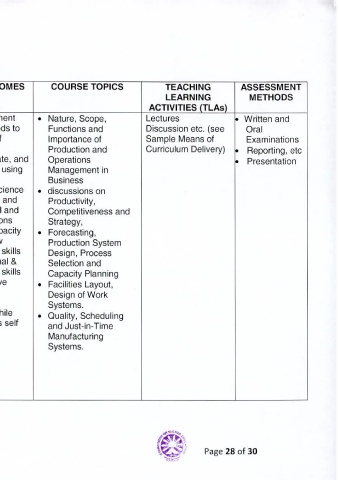 OMES
COURSE TOPICS
TEACHING
LEARNING
ACTIVITIES (TLAs)
ASSESSMENT
METHODS
nent
ds to
f
ate, and
using
cience
and
l and
ons
pacity
w
skills
nal &
skills
ve
hile
s self
• Nature, Scope,
Functions and
Importance of
Production and
Operations
Management in
Business
• discussions on
Productivity,
Competitiveness and
Strategy,
• Forecasting,
Production System
Design, Process
Selection and
Capacity Planning
• Facilities Layout,
Design of Work
Systems.
• Quality, Scheduling
and Just-in-Time
Manufacturing
Systems.
Lectures
Discussion etc. (see
Sample Means of
Curriculum Delivery)
• Written and
Oral
Examinations
• Reporting, etc
• Presentation
Page 28 of 30